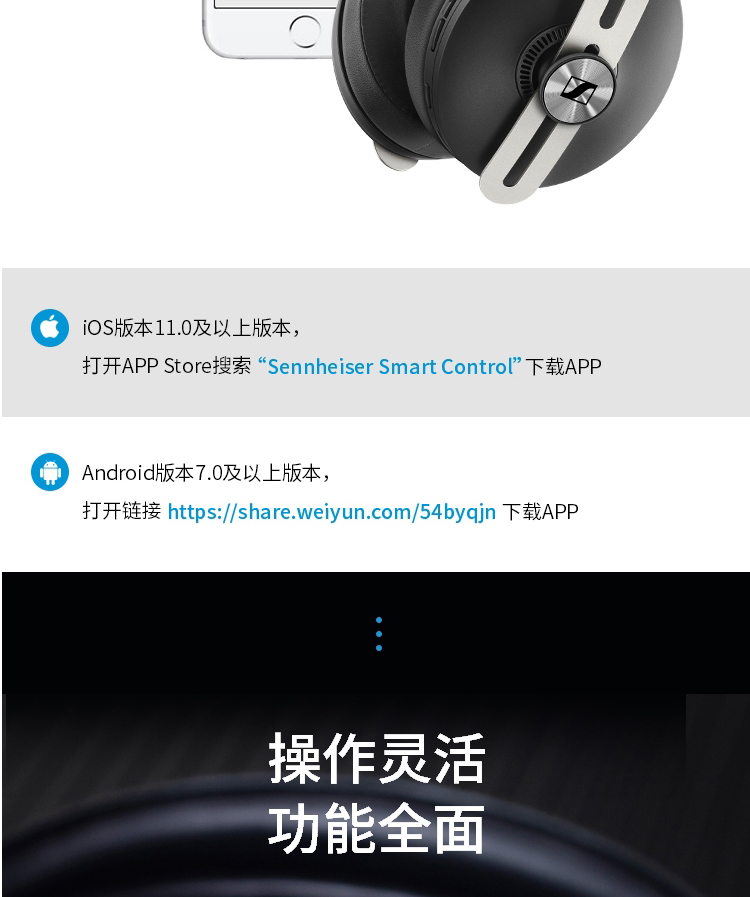 iOS版本11.0及以上版本，
打开APP Store搜索 “Sennheiser Smart Control” 下载APP
Android版本7.0及以上版本，
打开链接 https://share.weiyun.com/54byqjn 下载APP
操作灵活
功能全面